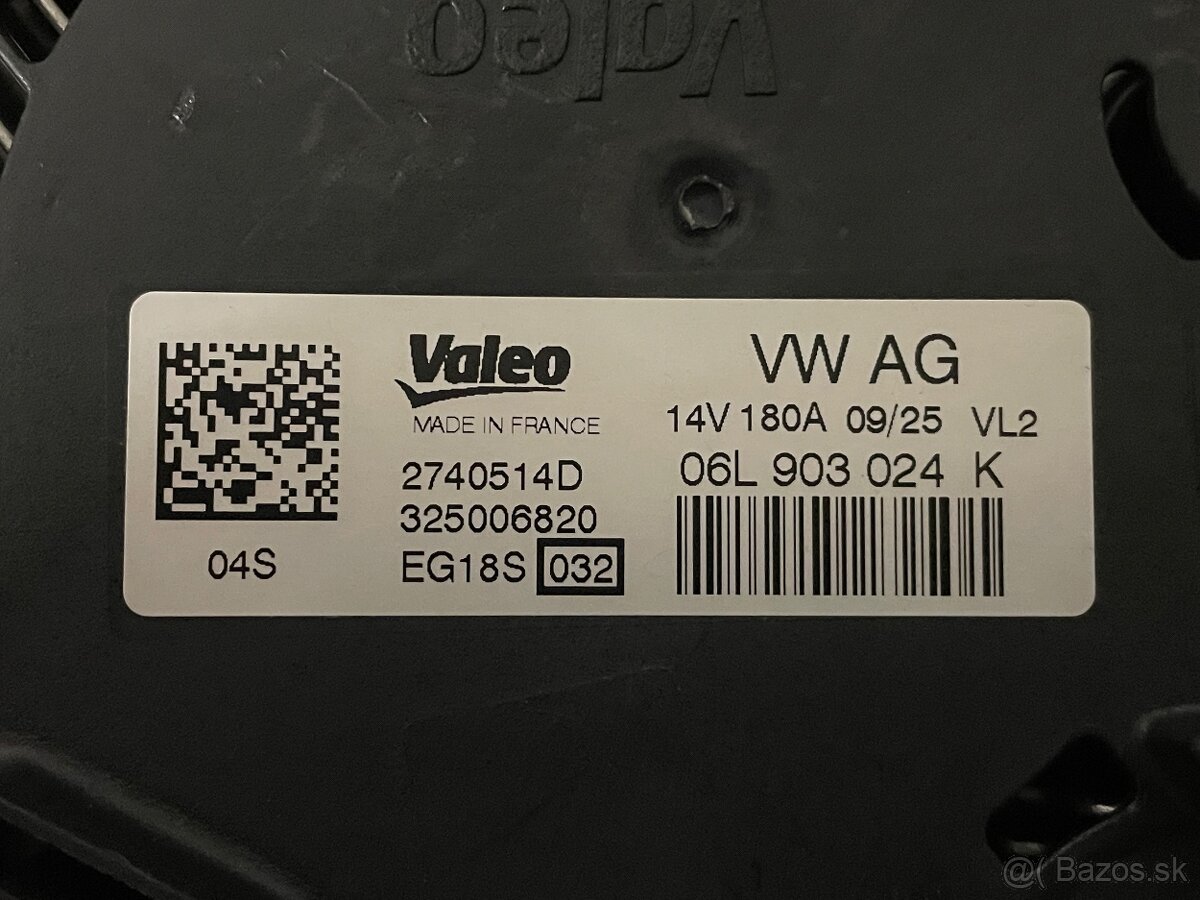 Valeo
Valeo
MADE IN FRANCE
2740514D
325006820
EG18S 032
04S
VW AG
14V 180A 09/25 VL2
06L 903 024 K
@( Bazos.sk